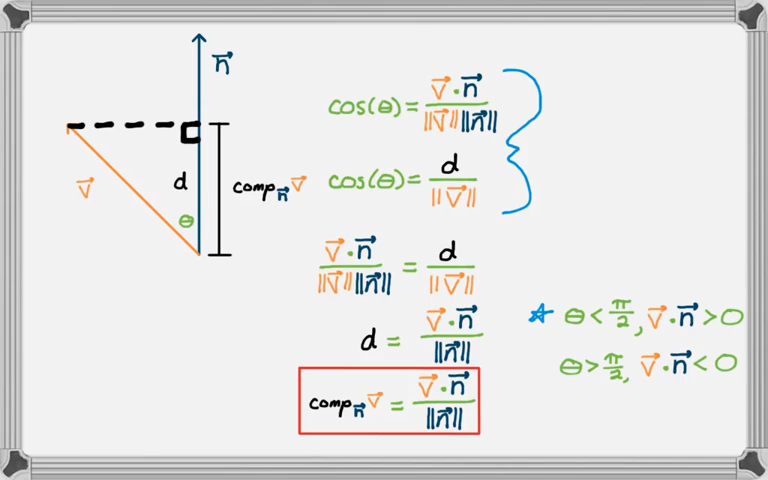 n⃗
cos(θ) = v⃗·n⃗ / ||v⃗|| ||n⃗||
v⃗
d
comp_n⃗ v⃗
cos(θ) = d / ||v⃗||
θ
v⃗·n⃗ / ||v⃗|| ||n⃗|| = d / ||v⃗||
d = v⃗·n⃗ / ||n⃗||
comp_n⃗ v⃗ = v⃗·n⃗ / ||n⃗||
☆ θ < π/2, v⃗·n⃗ > 0
θ > π/2, v⃗·n⃗ < 0